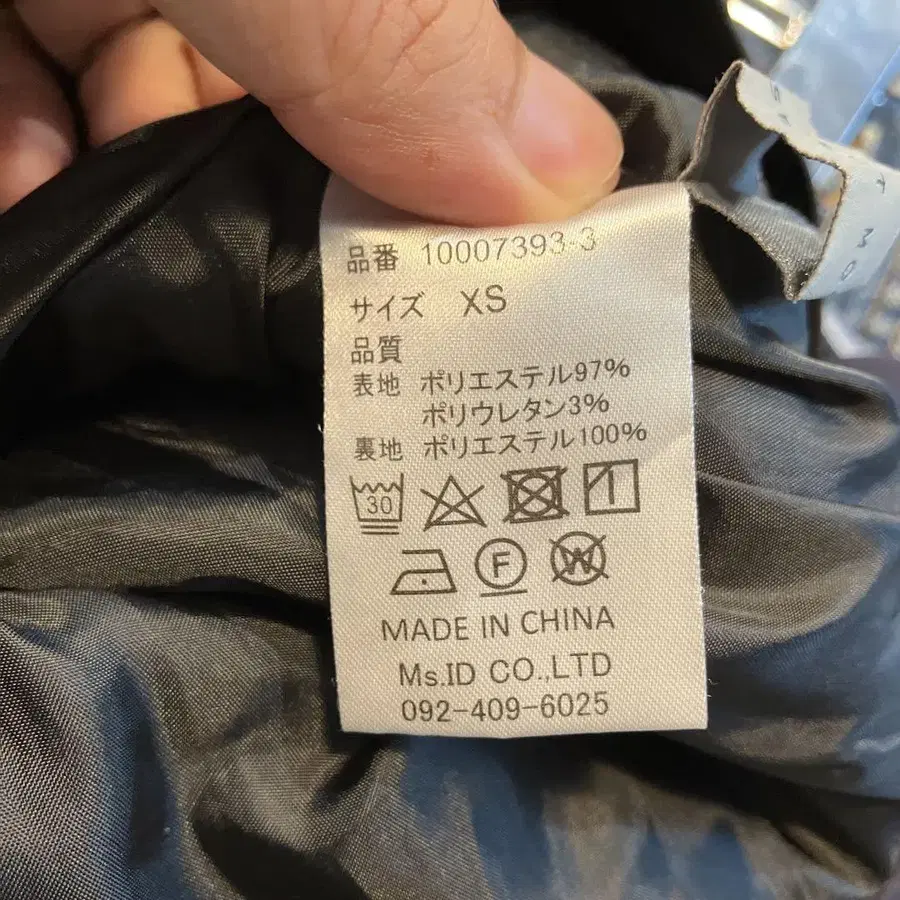 品番 10007393-3
サイズ XS
品質
表地 ポリエステル97%
ポリウレタン3%
裏地 ポリエステル100%
30
F W
MADE IN CHINA
Ms.ID CO.,LTD
092-409-6025